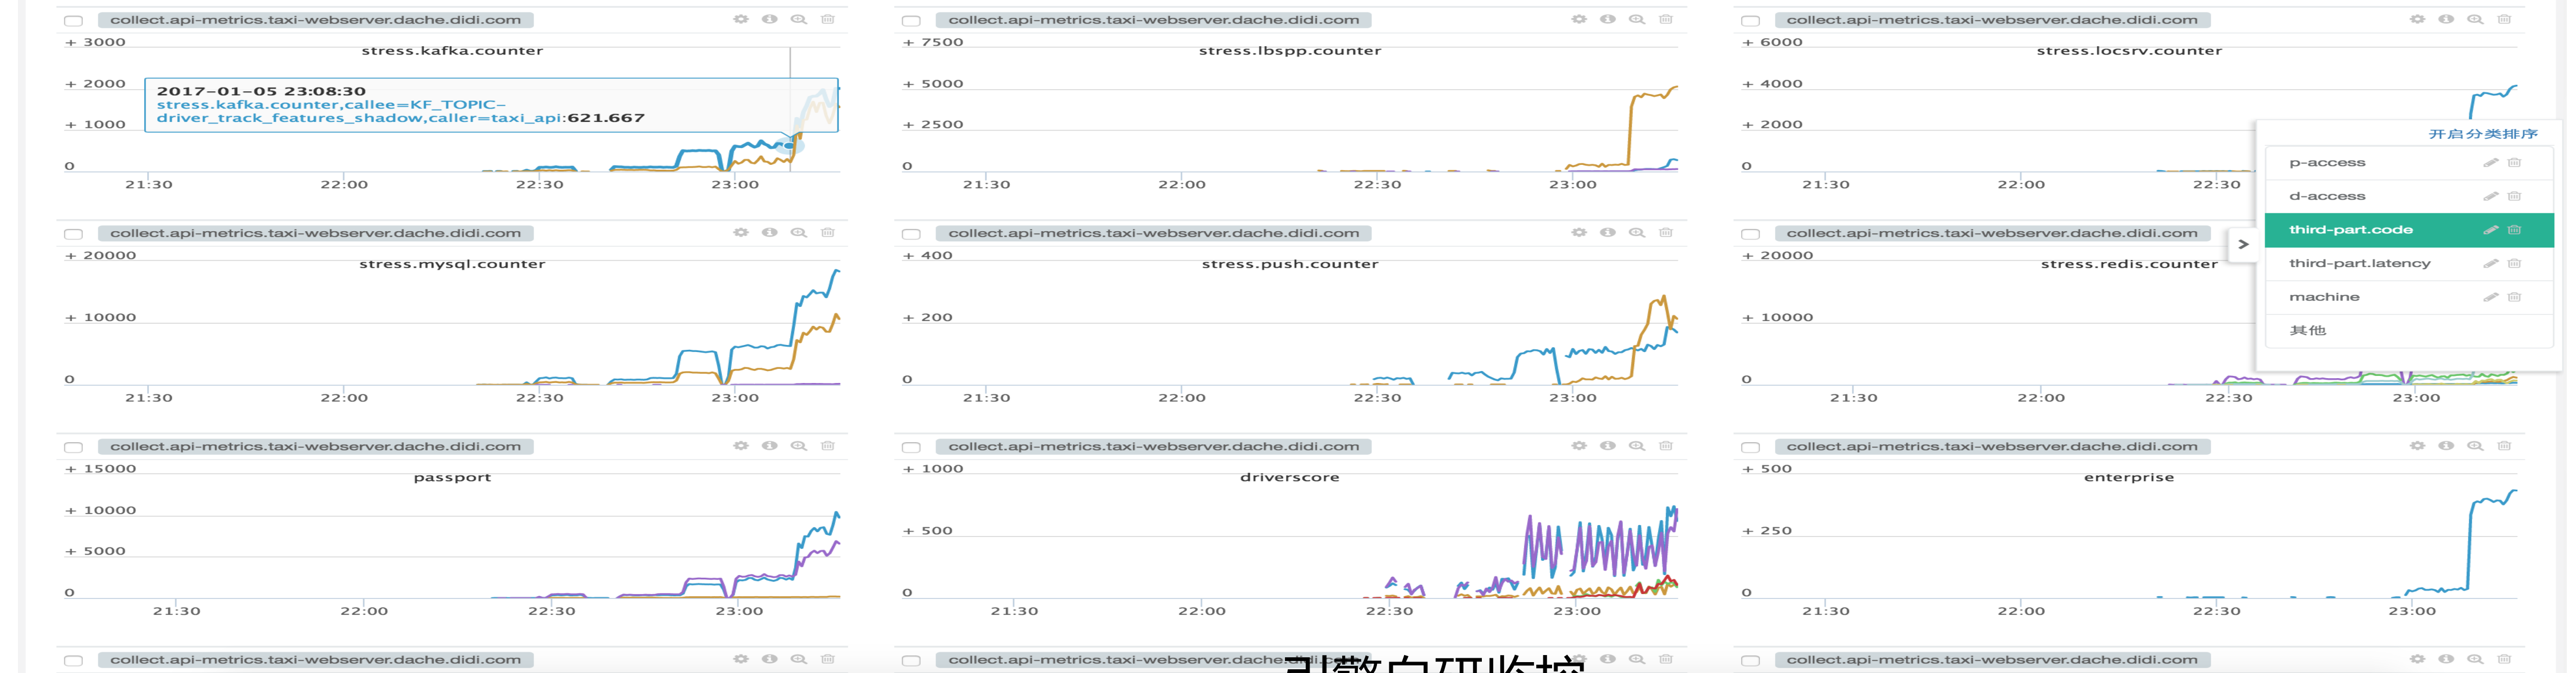 collect.api-metrics.taxi-webserver.dache.didi.com
stress.kafka.counter
+ 3000
+ 2000
+ 1000
0
2017-01-05 23:08:30
stress.kafka.counter,callee=KF_TOPIC-
driver_track_features_shadow,caller=taxi_api:621.667
21:30 22:00 22:30 23:00
collect.api-metrics.taxi-webserver.dache.didi.com
stress.lbspp.counter
+ 7500
+ 5000
+ 2500
0
21:30 22:00 22:30 23:00
collect.api-metrics.taxi-webserver.dache.didi.com
stress.locsrv.counter
+ 6000
+ 4000
+ 2000
0
21:30 22:00 22:30
开启分类排序
p-access
d-access
third-part.code
third-part.latency
machine
其他
collect.api-metrics.taxi-webserver.dache.didi.com
stress.mysql.counter
+ 20000
+ 10000
0
21:30 22:00 22:30 23:00
collect.api-metrics.taxi-webserver.dache.didi.com
stress.push.counter
+ 400
+ 200
0
21:30 22:00 22:30 23:00
collect.api-metrics.taxi-webserver.dache.didi.com
stress.redis.counter
+ 20000
+ 10000
0
21:30 22:00 22:30 23:00
collect.api-metrics.taxi-webserver.dache.didi.com
passport
+ 15000
+ 10000
+ 5000
0
21:30 22:00 22:30 23:00
collect.api-metrics.taxi-webserver.dache.didi.com
driverscore
+ 1000
+ 500
0
21:30 22:00 22:30 23:00
collect.api-metrics.taxi-webserver.dache.didi.com
enterprise
+ 500
+ 250
0
21:30 22:00 22:30 23:00
collect.api-metrics.taxi-webserver.dache.didi.com
collect.api-metrics.taxi-webserver.dache.didi.com
collect.api-metrics.taxi-webserver.dache.didi.com